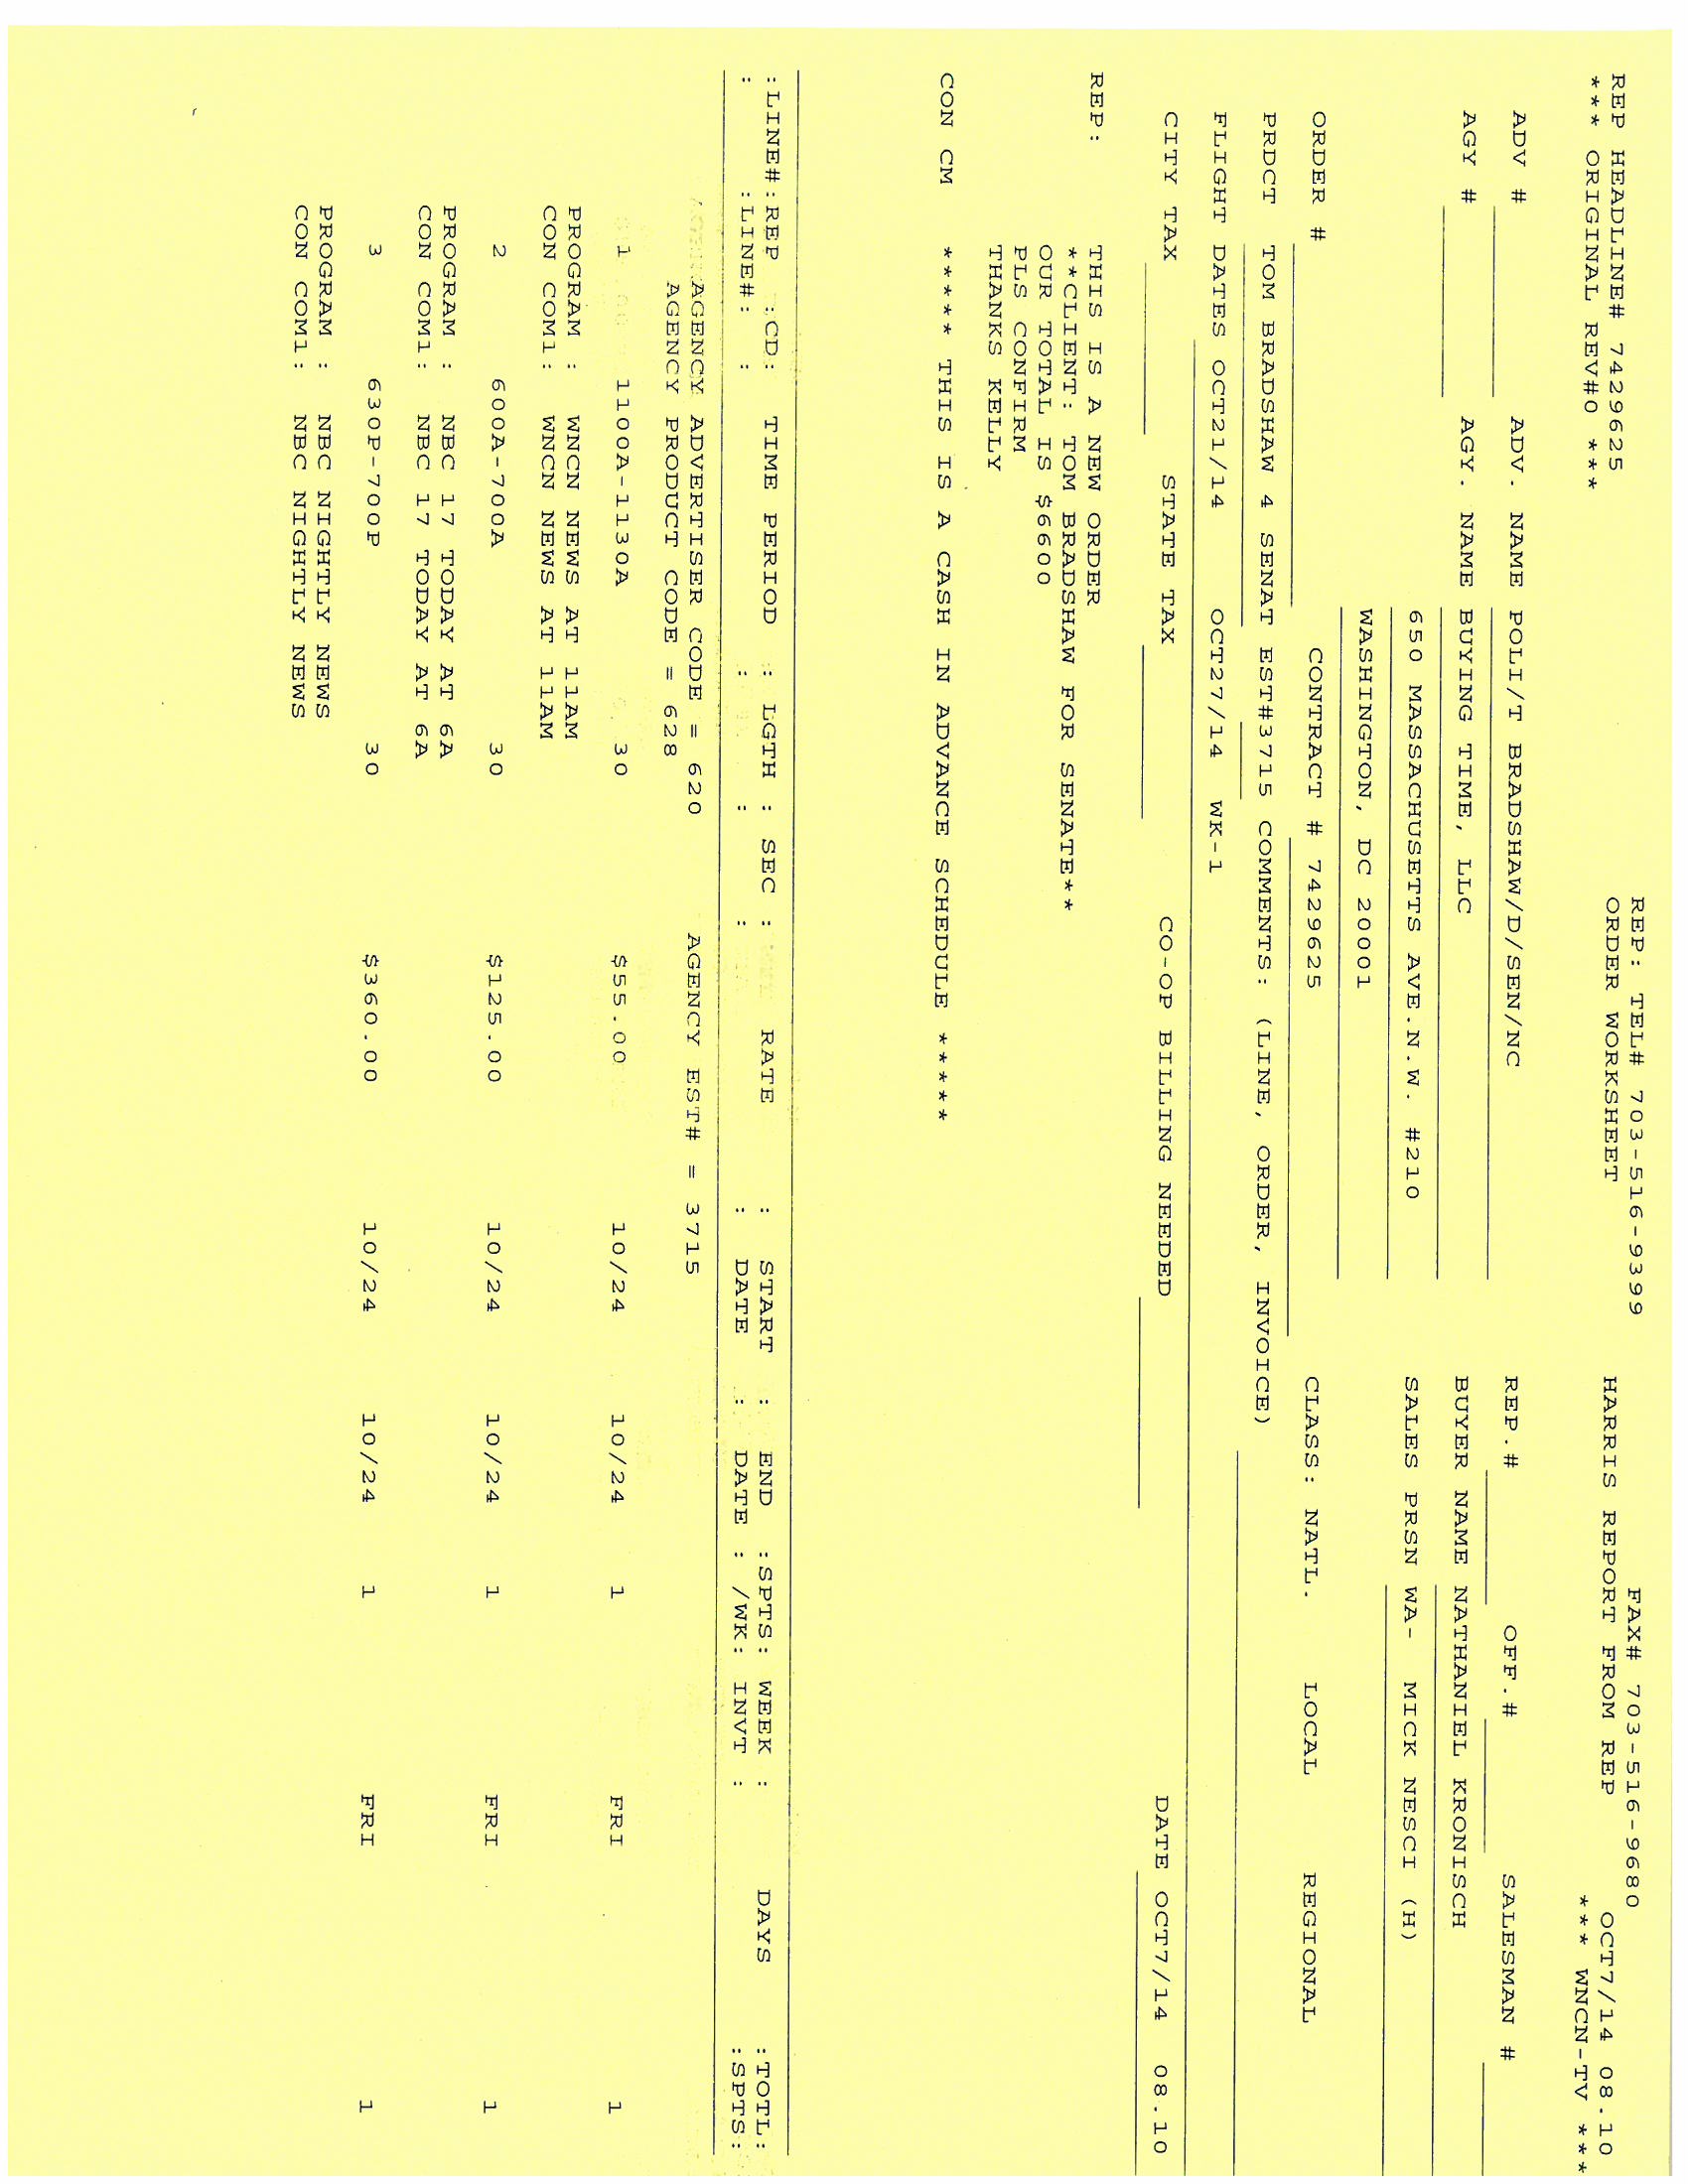 REP: TEL# 703-516-9399 FAX# 703-516-9680
REP HEADLINE# 7429625 ORDER WORKSHEET HARRIS REPORT FROM REP OCT7/14 08.10
*** ORIGINAL REV#0 *** *** WNCN-TV ***
ADV # ADV. NAME POLI/T BRADSHAW/D/SEN/NC REP.# OFF.# SALESMAN #
AGY # AGY. NAME BUYING TIME, LLC BUYER NAME NATHANIEL KRONISCH
650 MASSACHUSETTS AVE.N.W. #210 SALES PRSN WA- MICK NESCI (H)
WASHINGTON, DC 20001
ORDER # CONTRACT # 7429625 CLASS: NATL. LOCAL REGIONAL
PRDCT TOM BRADSHAW 4 SENAT EST#3715 COMMENTS: (LINE, ORDER, INVOICE)
FLIGHT DATES OCT21/14 OCT27/14 WK-1
CITY TAX STATE TAX CO-OP BILLING NEEDED DATE OCT7/14 08.10
REP: THIS IS A NEW ORDER
**CLIENT: TOM BRADSHAW FOR SENATE**
OUR TOTAL IS $6600
PLS CONFIRM
THANKS KELLY
CON CM ***** THIS IS A CASH IN ADVANCE SCHEDULE *****
:LINE#:REP :CD: TIME PERIOD : LGTH : SEC : RATE : START : END :SPTS: WEEK : DAYS :TOTL:
: :LINE#: : : : : : DATE : DATE : /WK: INVT : :SPTS:
AGENCY ADVERTISER CODE = 620 AGENCY EST# = 3715
AGENCY PRODUCT CODE = 628
1 1100A-1130A 30 $55.00 10/24 10/24 1 FRI 1
PROGRAM : WNCN NEWS AT 11AM
CON COM1: WNCN NEWS AT 11AM
2 600A-700A 30 $125.00 10/24 10/24 1 FRI 1
PROGRAM : NBC 17 TODAY AT 6A
CON COM1: NBC 17 TODAY AT 6A
3 630P-700P 30 $360.00 10/24 10/24 1 FRI 1
PROGRAM : NBC NIGHTLY NEWS
CON COM1: NBC NIGHTLY NEWS